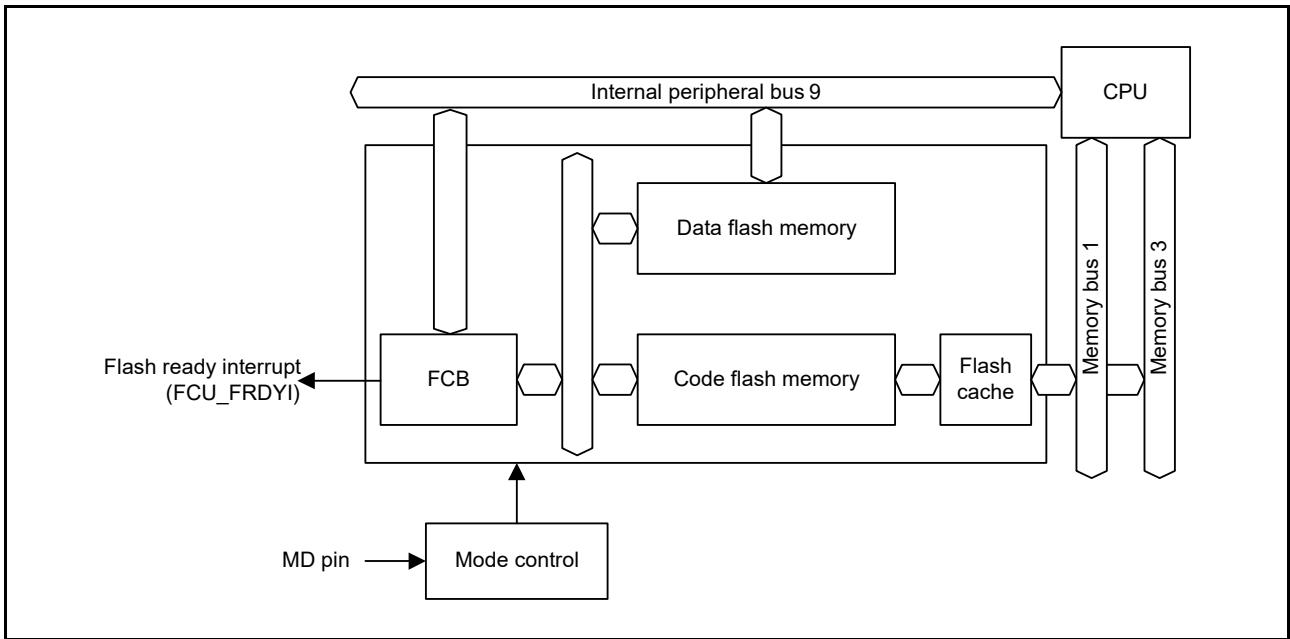 Internal peripheral bus 9
CPU
Data flash memory
Memory bus 1
Memory bus 3
Flash ready interrupt
(FCU_FRDYI)
FCB
Code flash memory
Flash
cache
MD pin
Mode control